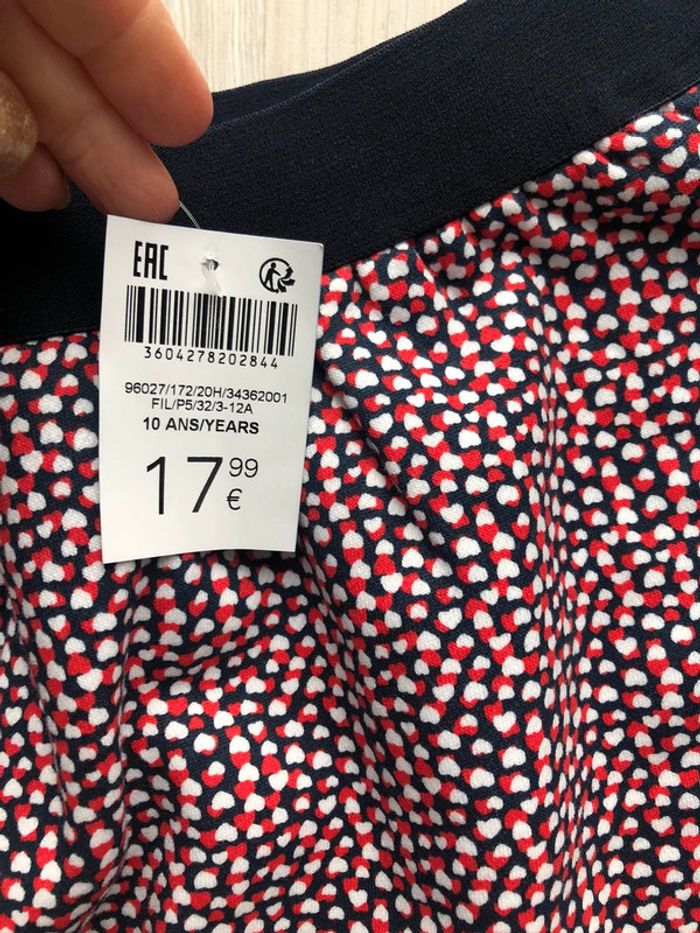 EAC
3604278202844
96027/172/20H/34362001
FIL/P5/32/3-12A
10 ANS/YEARS
17 99
€